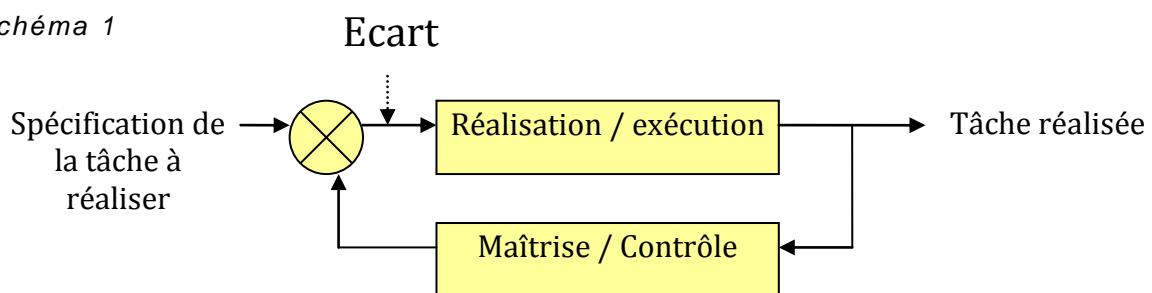 chéma 1
Ecart
Spécification de
la tâche à
réaliser
Réalisation / exécution
Tâche réalisée
Maîtrise / Contrôle